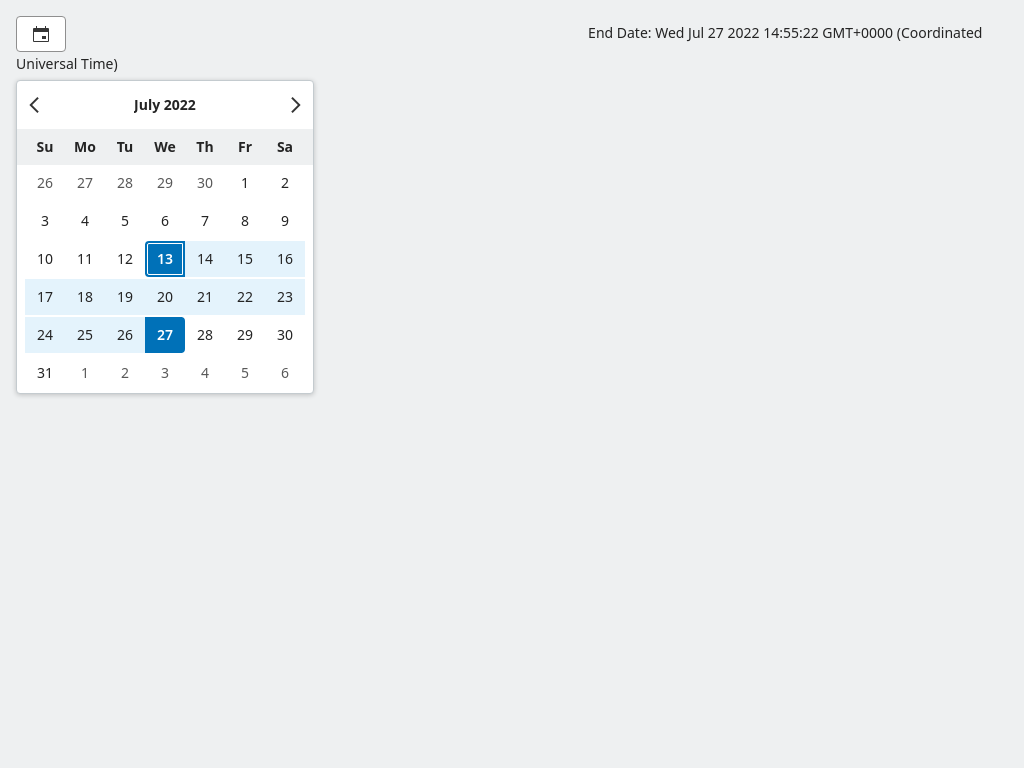 End Date: Wed Jul 27 2022 14:55:22 GMT+0000 (Coordinated
Universal Time)
July 2022
Su Mo Tu We Th Fr Sa
26 27 28 29 30 1 2
3 4 5 6 7 8 9
10 11 12 13 14 15 16
17 18 19 20 21 22 23
24 25 26 27 28 29 30
31 1 2 3 4 5 6